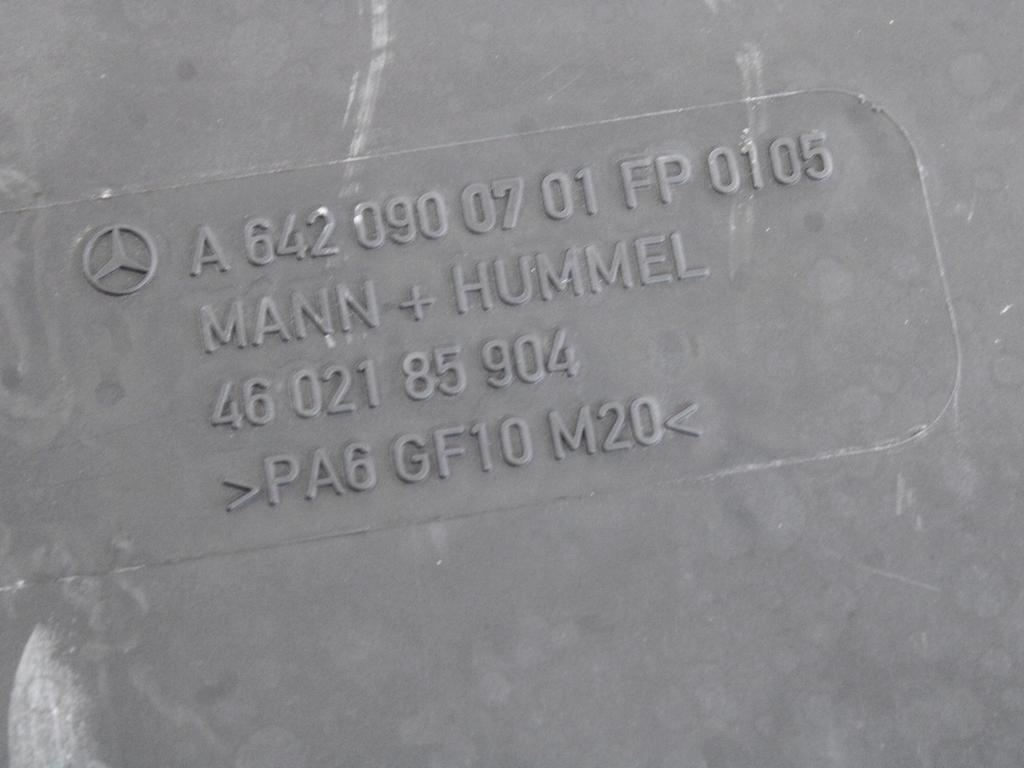 A 642 090 07 01 FP 0105
MANN + HUMMEL
46 021 85 904
>PA6 GF10 M20<